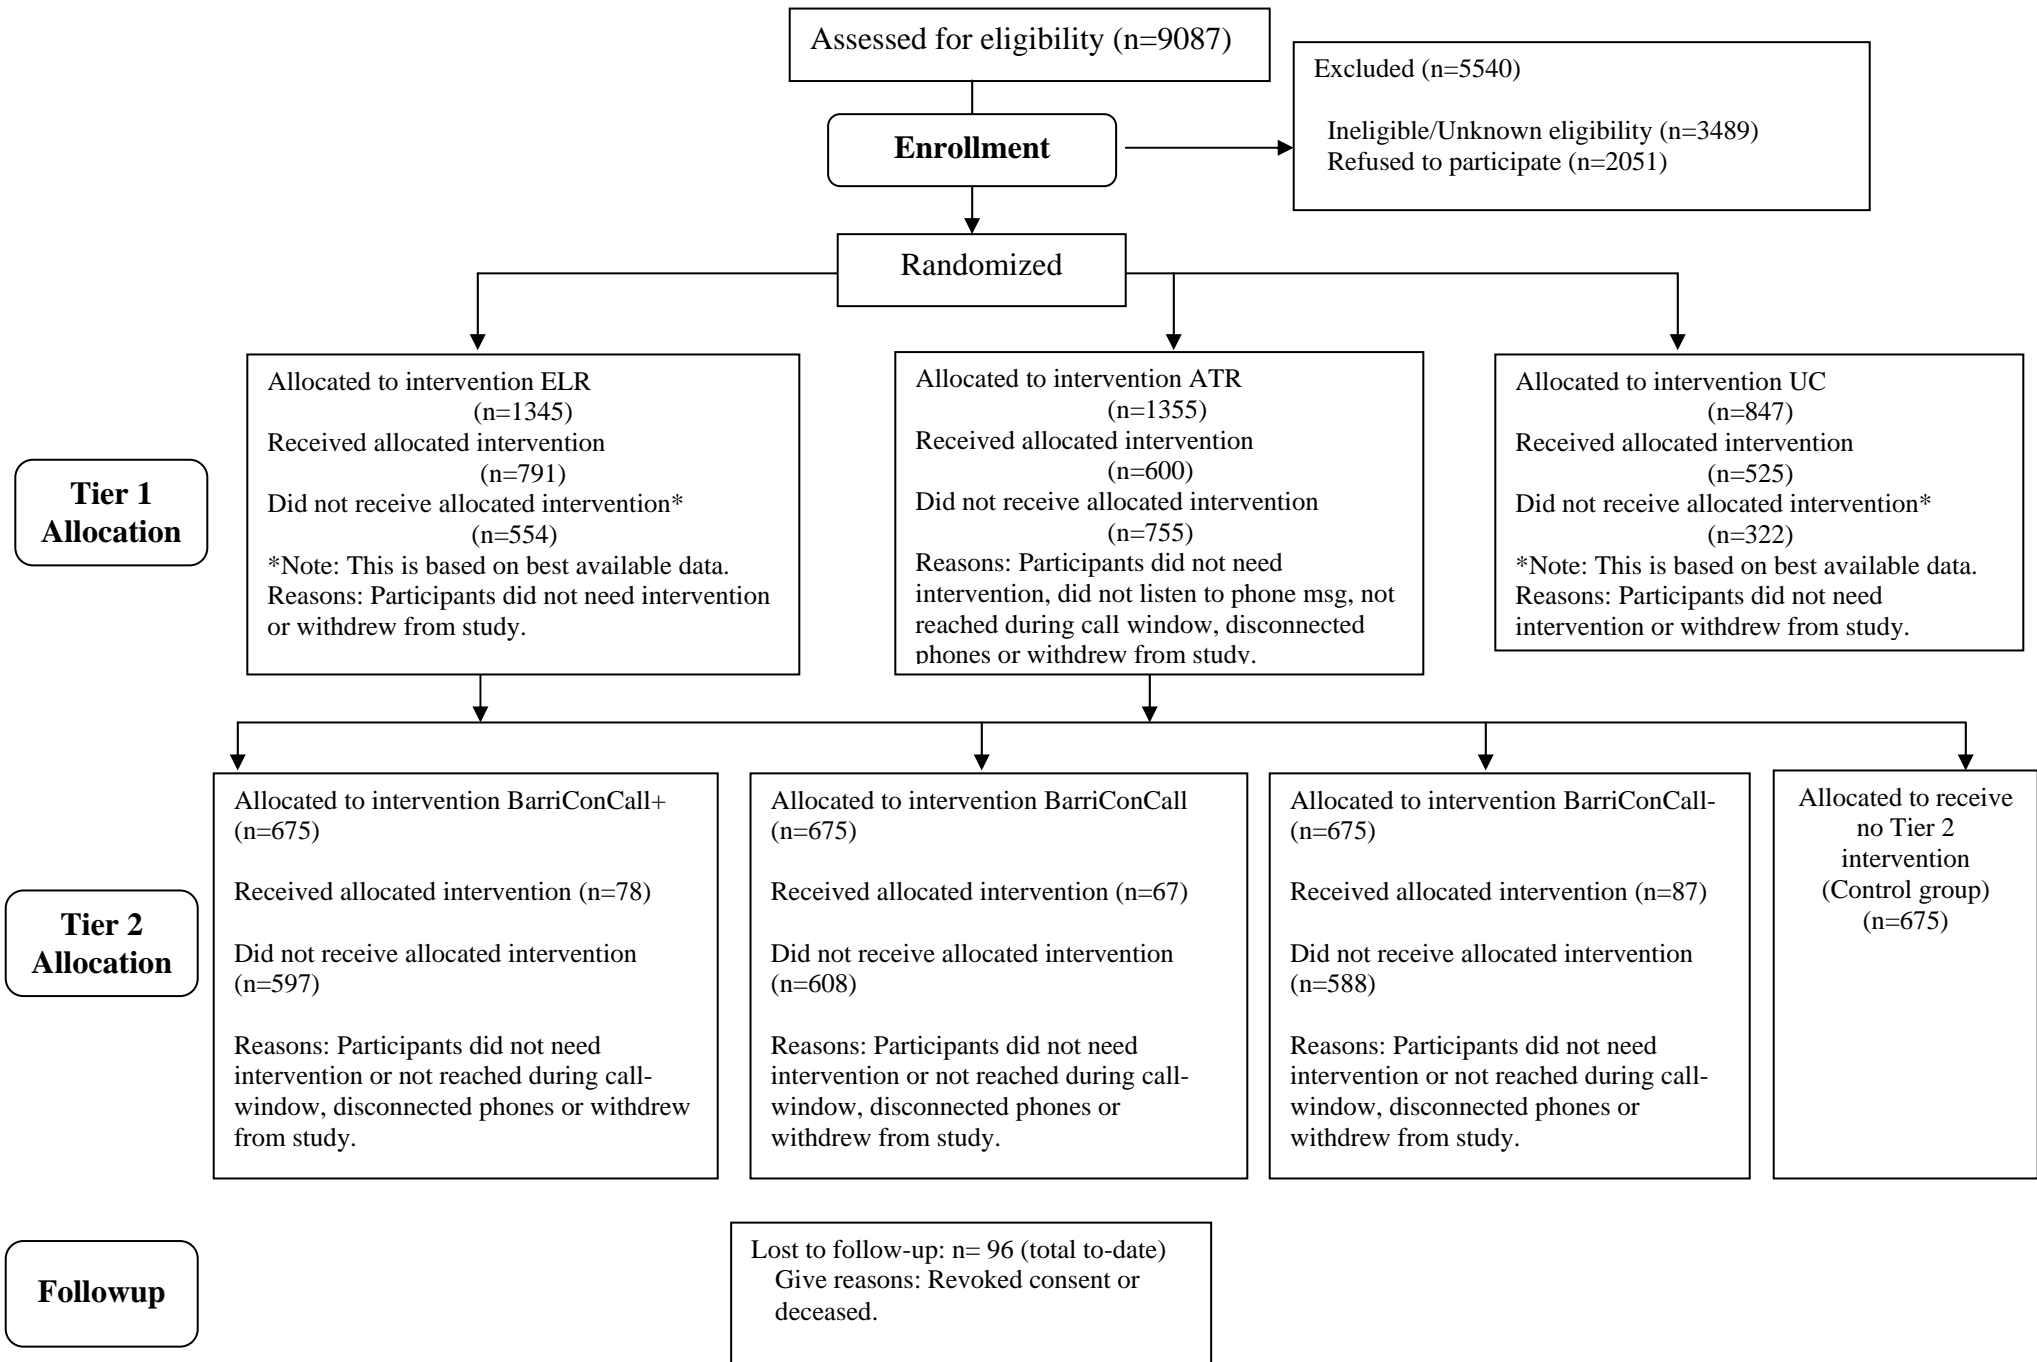 Assessed for eligibility (n=9087)
Excluded (n=5540)
Ineligible/Unknown eligibility (n=3489)
Refused to participate (n=2051)
Enrollment
Randomized
Tier 1
Allocation
Allocated to intervention ELR
(n=1345)
Received allocated intervention
(n=791)
Did not receive allocated intervention*
(n=554)
*Note: This is based on best available data.
Reasons: Participants did not need intervention
or withdrew from study.
Allocated to intervention ATR
(n=1355)
Received allocated intervention
(n=600)
Did not receive allocated intervention
(n=755)
Reasons: Participants did not need
intervention, did not listen to phone msg, not
reached during call window, disconnected
phones or withdrew from study.
Allocated to intervention UC
(n=847)
Received allocated intervention
(n=525)
Did not receive allocated intervention*
(n=322)
*Note: This is based on best available data.
Reasons: Participants did not need
intervention or withdrew from study.
Tier 2
Allocation
Allocated to intervention BarriConCall+
(n=675)
Received allocated intervention (n=78)
Did not receive allocated intervention
(n=597)
Reasons: Participants did not need
intervention or not reached during call-
window, disconnected phones or withdrew
from study.
Allocated to intervention BarriConCall
(n=675)
Received allocated intervention (n=67)
Did not receive allocated intervention
(n=608)
Reasons: Participants did not need
intervention or not reached during call-
window, disconnected phones or
withdrew from study.
Allocated to intervention BarriConCall-
(n=675)
Received allocated intervention (n=87)
Did not receive allocated intervention
(n=588)
Reasons: Participants did not need
intervention or not reached during call-
window, disconnected phones or
withdrew from study.
Allocated to receive
no Tier 2
intervention
(Control group)
(n=675)
Followup
Lost to follow-up: n= 96 (total to-date)
Give reasons: Revoked consent or
deceased.